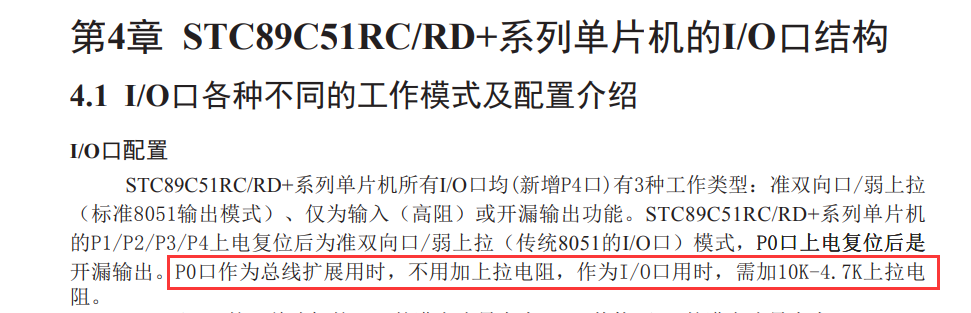 第4章 STC89C51RC/RD+系列单片机的I/O口结构
4.1 I/O口各种不同的工作模式及配置介绍
I/O口配置
STC89C51RC/RD+系列单片机所有I/O口均(新增P4口)有3种工作类型：准双向口/弱上拉
（标准8051输出模式）、仅为输入（高阻）或开漏输出功能。STC89C51RC/RD+系列单片机
的P1/P2/P3/P4上电复位后为准双向口/弱上拉（传统8051的I/O口）模式，P0口上电复位后是
开漏输出。P0口作为总线扩展用时，不用加上拉电阻，作为I/O口用时，需加10K-4.7K上拉电
阻。